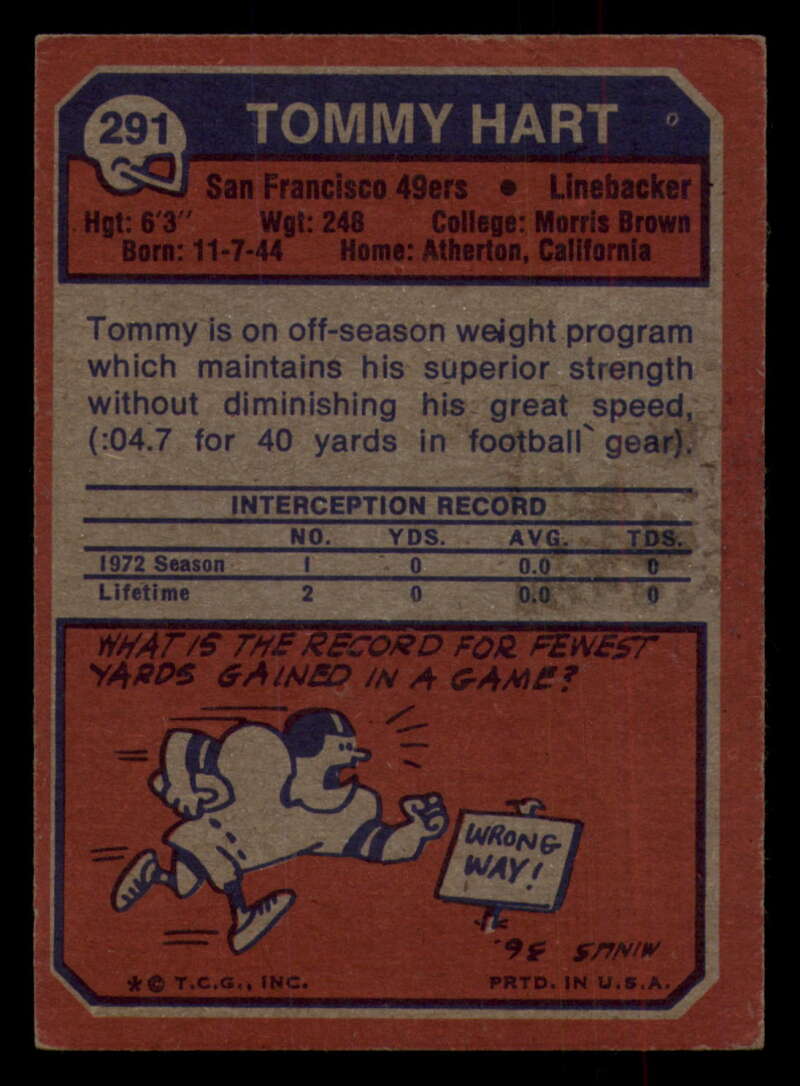 291
TOMMY HART
San Francisco 49ers • Linebacker
Hgt: 6'3" Wgt: 248 College: Morris Brown
Born: 11-7-44 Home: Atherton, California
Tommy is on off-season weight program
which maintains his superior strength
without diminishing his great speed,
(:04.7 for 40 yards in football gear).
INTERCEPTION RECORD
NO. YDS. AVG. TDS.
1972 Season 1 0 0.0 0
Lifetime 2 0 0.0 0
WHAT IS THE RECORD FOR FEWEST
YARDS GAINED IN A GAME?
WRONG
WAY!
MINUS 36.
* © T.C.G., INC. PRTD. IN U.S.A.